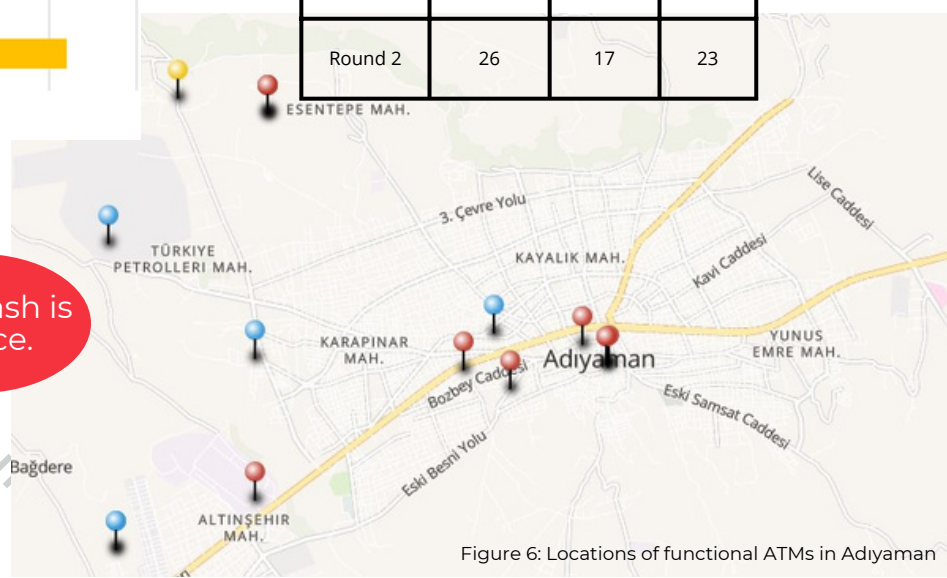 Round 2 26 17 23
ESENTEPE MAH.
3. Çevre Yolu
Lise Caddesi
TÜRKIYE
PETROLLERI MAH.
KAYALIK MAH.
Kavi Caddesi
ash is
ce.
KARAPINAR
MAH.
Adıyaman
YUNUS
EMRE MAH.
Bozbey Caddesi
Eski Samsat Caddesi
Eski Besni Yolu
Bağdere
ALTINŞEHIR
MAH.
Figure 6: Locations of functional ATMs in Adıyaman